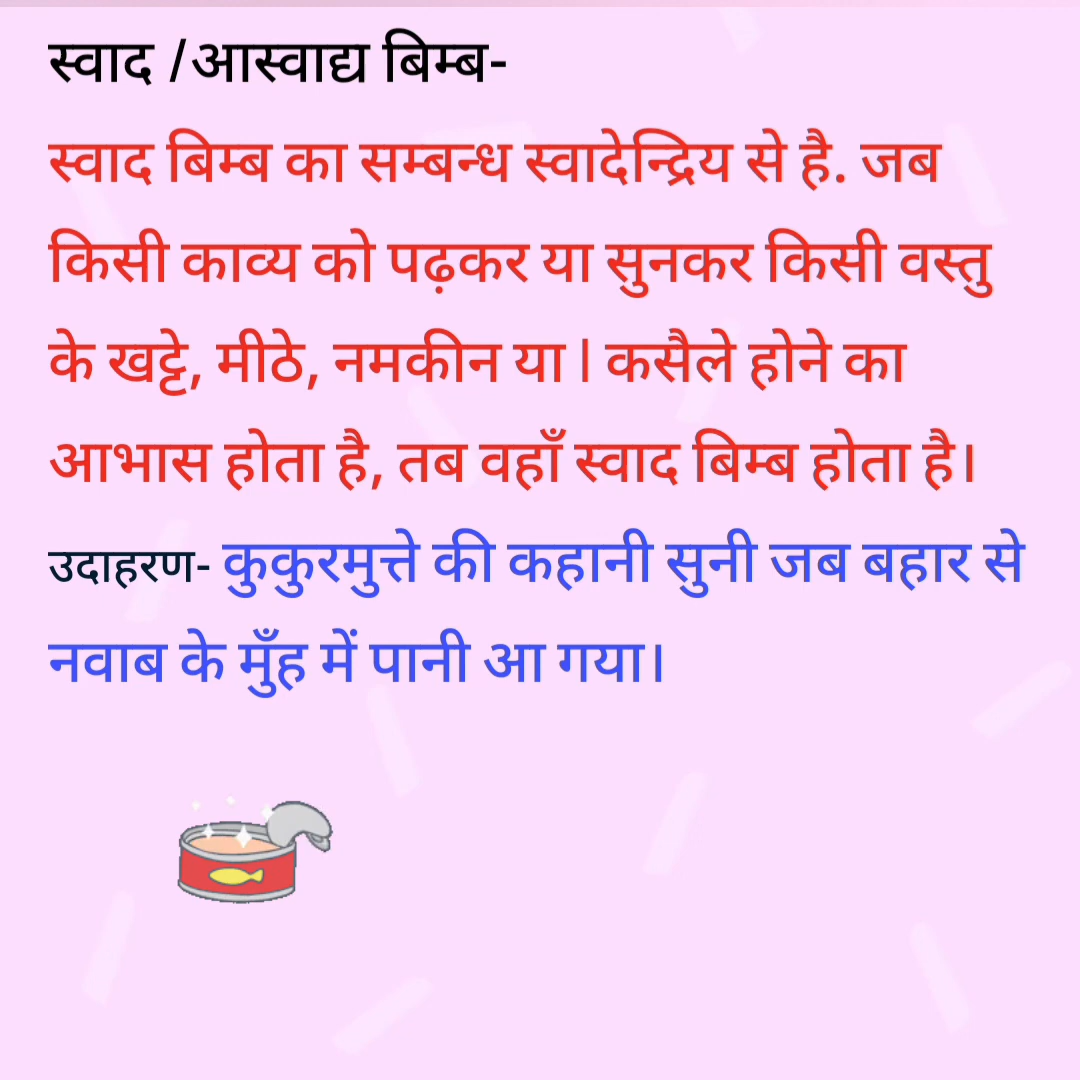 स्वाद /आस्वाद्य बिम्ब-
स्वाद बिम्ब का सम्बन्ध स्वादेन्द्रिय से है. जब
किसी काव्य को पढ़कर या सुनकर किसी वस्तु
के खट्टे, मीठे, नमकीन या | कसैले होने का
आभास होता है, तब वहाँ स्वाद बिम्ब होता है।
उदाहरण- कुकुरमुत्ते की कहानी सुनी जब बहार से
नवाब के मुँह में पानी आ गया।